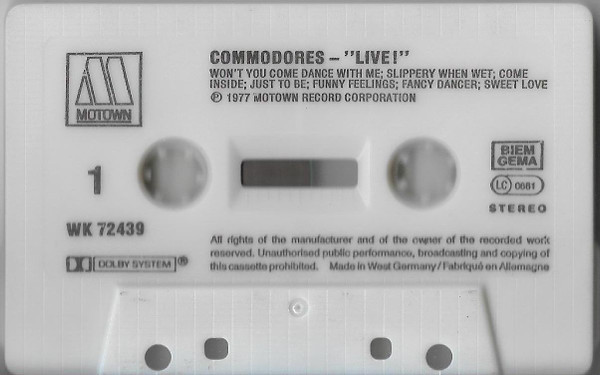 COMMODORES – "LIVE!"
WON'T YOU COME DANCE WITH ME; SLIPPERY WHEN WET; COME
INSIDE; JUST TO BE; FUNNY FEELINGS; FANCY DANCER; SWEET LOVE
℗ 1977 MOTOWN RECORD CORPORATION
MOTOWN
1
BIEM
GEMA
LC 0661
STEREO
WK 72439
DOLBY SYSTEM ®
All rights of the manufacturer and of the owner of the recorded work
reserved. Unauthorised public performance, broadcasting and copying of
this cassette prohibited. Made in West Germany / Fabriqué en Allemagne